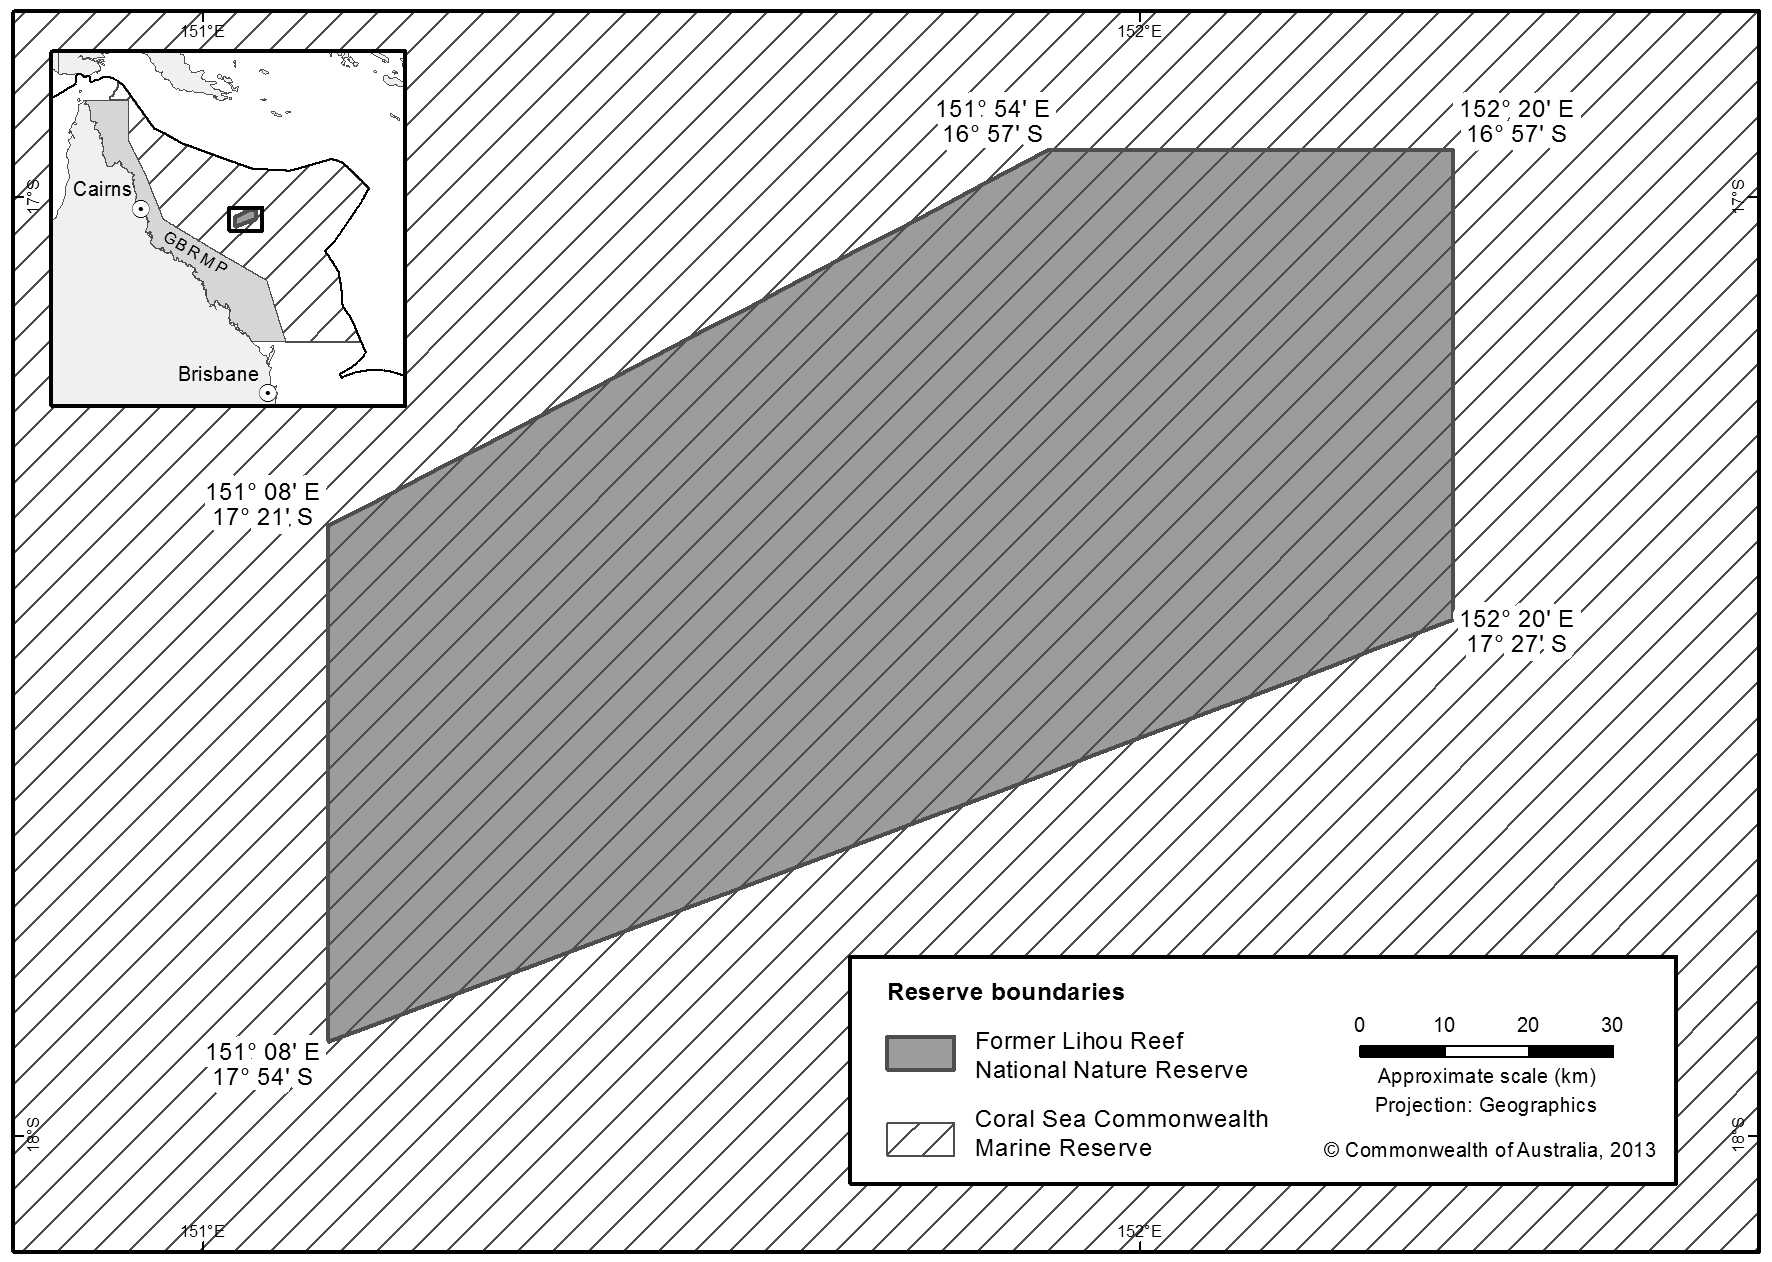 151°E
152°E
151° 54' E
16° 57' S
152° 20' E
16° 57' S
17°S
17°S
Cairns
GBRMP
Brisbane
151° 08' E
17° 21' S
152° 20' E
17° 27' S
151° 08' E
17° 54' S
Reserve boundaries
Former Lihou Reef
National Nature Reserve
Coral Sea Commonwealth
Marine Reserve
0 10 20 30
Approximate scale (km)
Projection: Geographics
© Commonwealth of Australia, 2013
18°S
18°S
151°E
152°E